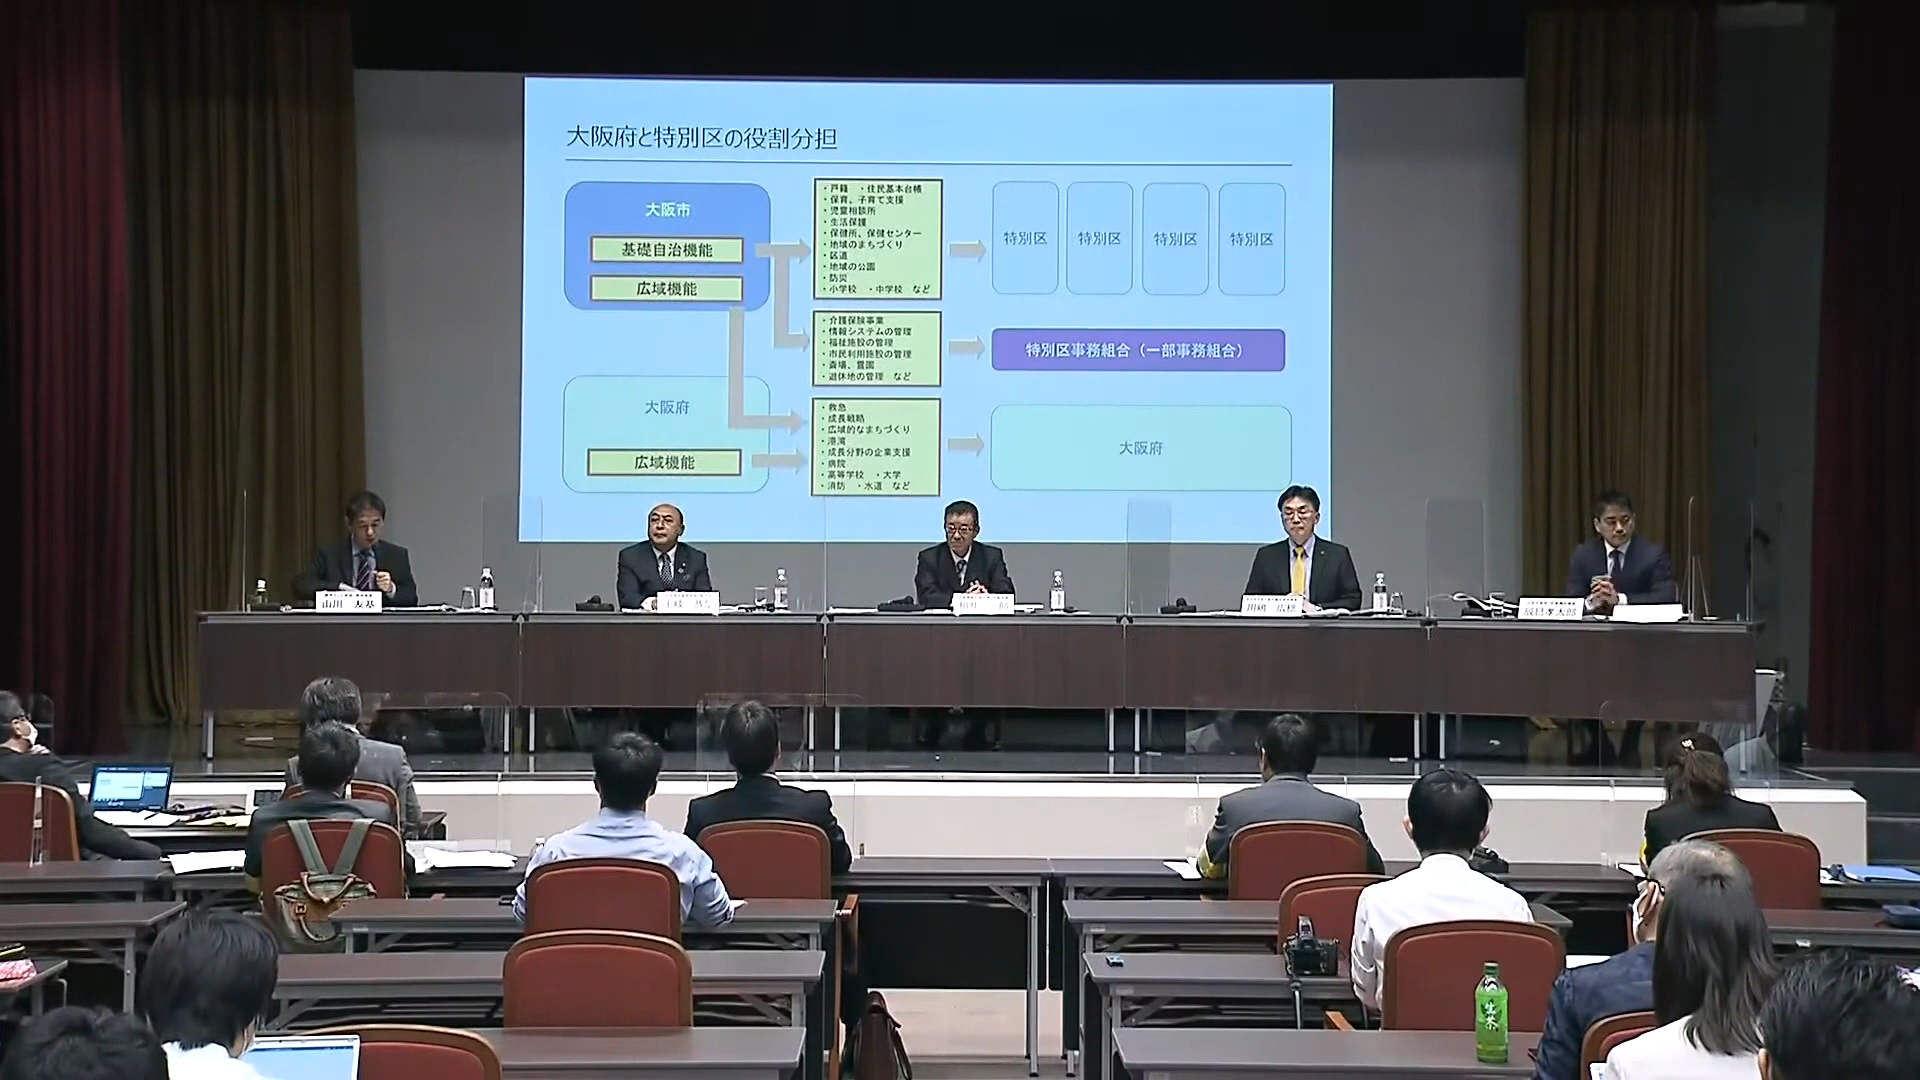 大阪府と特別区の役割分担
大阪市
基礎自治機能
広域機能
・戸籍 ・住民基本台帳
・保育、子育て支援
・児童相談所
・生活保護
・保健所、保健センター
・地域のまちづくり
・区道
・地域の公園
・防災
・小学校 ・中学校 など
特別区
特別区
特別区
特別区
・介護保険事業
・情報システムの管理
・福祉施設の管理
・市民利用施設の管理
・斎場、霊園
・遊休地の管理 など
特別区事務組合（一部事務組合）
大阪府
広域機能
・救急
・成長戦略
・広域的なまちづくり
・港湾
・成長分野の企業支援
・病院
・高等学校 ・大学
・消防 ・水道 など
大阪府
山川 友基
川嶋 広稔
辰巳孝太郎
生茶